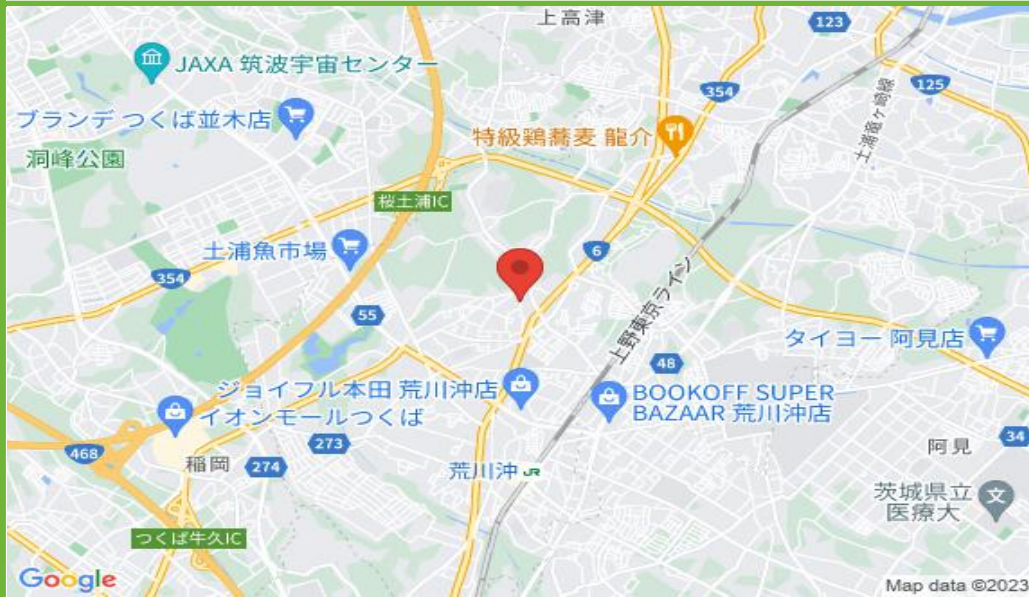 上高津
123
JAXA 筑波宇宙センター
354
125
ブランデ つくば並木店
特級鶏蕎麦 龍介
土浦竜ヶ崎線
洞峰公園
桜土浦IC
土浦魚市場
6
354
上野東京ライン
55
タイヨー 阿見店
48
ジョイフル本田 荒川沖店
BOOKOFF SUPER
BAZAAR 荒川沖店
イオンモールつくば
273
468
34
阿見
稲岡
274
荒川沖 JR
茨城県立
医療大
つくば牛久IC
Google
Map data ©2023